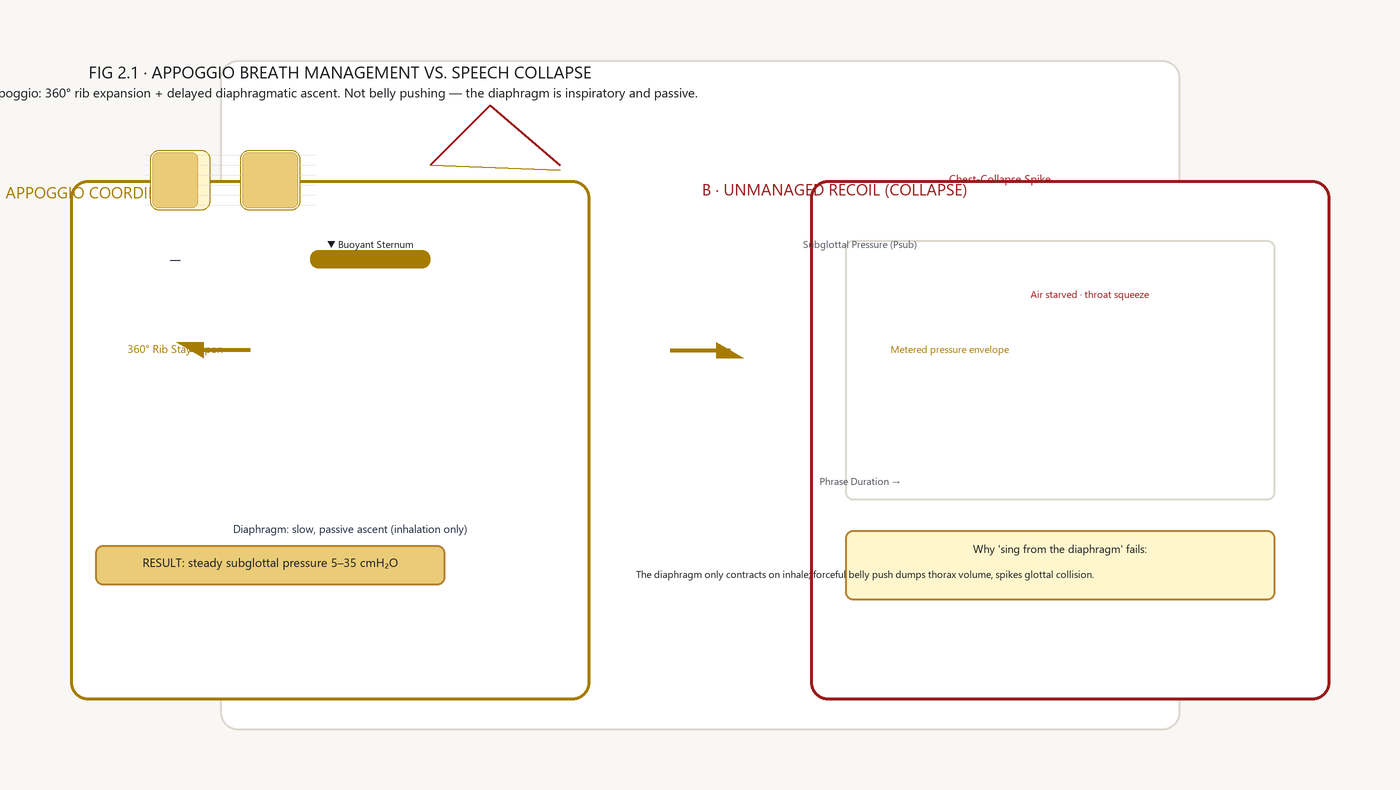 FIG 2.1 · APPOGGIO BREATH MANAGEMENT VS. SPEECH COLLAPSE
poggio: 360° rib expansion + delayed diaphragmatic ascent. Not belly pushing — the diaphragm is inspiratory and passive.
APPOGGIO COORDI
▼ Buoyant Sternum
—
360° Rib Stay Open
Diaphragm: slow, passive ascent (inhalation only)
RESULT: steady subglottal pressure 5–35 cmH₂O
Chest-Collapse Spike
B · UNMANAGED RECOIL (COLLAPSE)
Subglottal Pressure (Psub)
Air starved · throat squeeze
Metered pressure envelope
Phrase Duration →
Why 'sing from the diaphragm' fails:
The diaphragm only contracts on inhale; forceful belly push dumps thorax volume, spikes glottal collision.